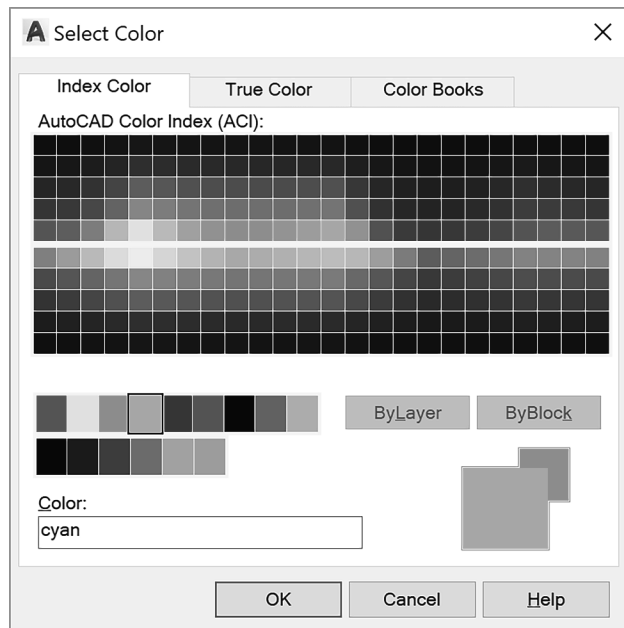 Select Color
Index Color True Color Color Books
AutoCAD Color Index (ACI):
ByLayer ByBlock
Color:
cyan
OK Cancel Help